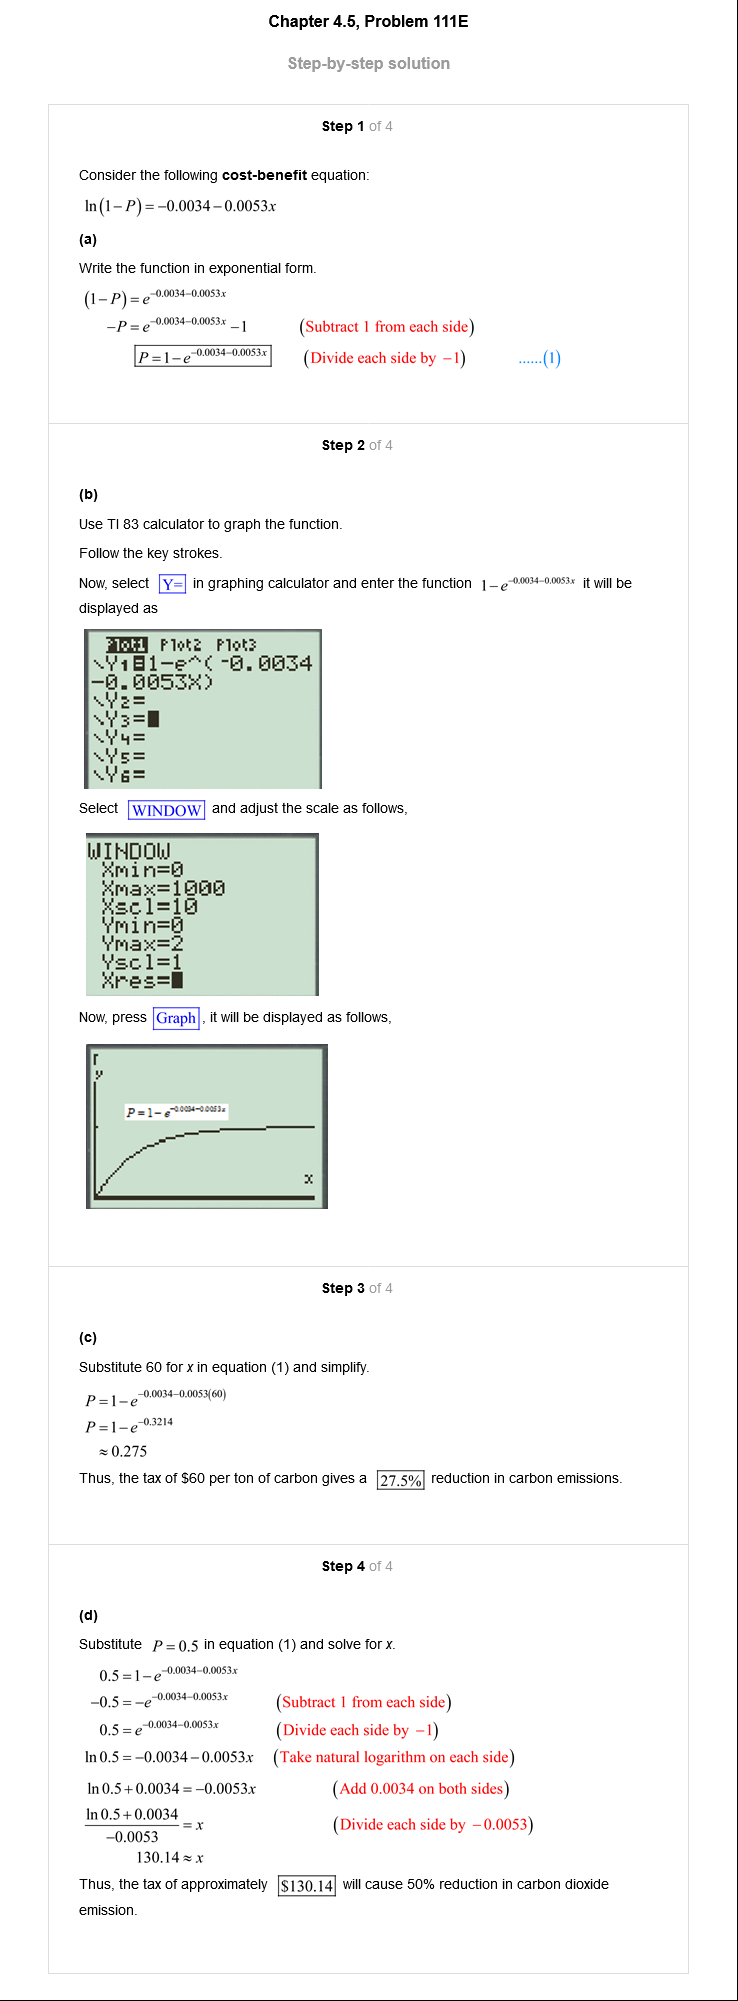 Chapter 4.5, Problem 111E
Step-by-step solution
Step 1 of 4
Consider the following cost-benefit equation:
ln(1−P)=−0.0034−0.0053x
(a)
Write the function in exponential form.
(1−P)=e^−0.0034−0.0053x
−P=e^−0.0034−0.0053x −1 (Subtract 1 from each side)
P=1−e^−0.0034−0.0053x (Divide each side by −1) ......(1)
Step 2 of 4
(b)
Use TI 83 calculator to graph the function.
Follow the key strokes.
Now, select Y= in graphing calculator and enter the function 1−e^−0.0034−0.0053x it will be
displayed as
Plot1 Plot2 Plot3
\Y1=1-e^(-0.0034
-0.0053X)
\Y2=
\Y3=
\Y4=
\Y5=
\Y6=
Select WINDOW and adjust the scale as follows,
WINDOW
Xmin=0
Xmax=1000
Xscl=10
Ymin=0
Ymax=2
Yscl=1
Xres=
Now, press Graph, it will be displayed as follows,
y
P=1−e^−0.0034−0.0053x
x
Step 3 of 4
(c)
Substitute 60 for x in equation (1) and simplify.
P=1−e^−0.0034−0.0053(60)
P=1−e^−0.3214
≈0.275
Thus, the tax of $60 per ton of carbon gives a 27.5% reduction in carbon emissions.
Step 4 of 4
(d)
Substitute P=0.5 in equation (1) and solve for x.
0.5=1−e^−0.0034−0.0053x
−0.5=−e^−0.0034−0.0053x (Subtract 1 from each side)
0.5=e^−0.0034−0.0053x (Divide each side by −1)
ln 0.5=−0.0034−0.0053x (Take natural logarithm on each side)
ln 0.5+0.0034=−0.0053x (Add 0.0034 on both sides)
ln 0.5+0.0034
=x (Divide each side by −0.0053)
−0.0053
130.14≈x
Thus, the tax of approximately $130.14 will cause 50% reduction in carbon dioxide
emission.